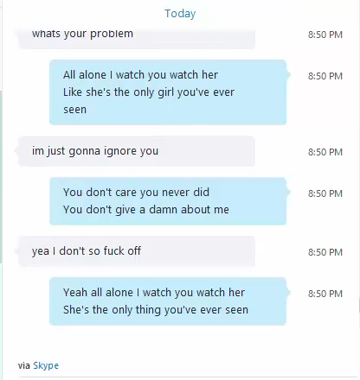 Today
whats your problem
8:50 PM
All alone I watch you watch her
8:50 PM
Like she's the only girl you've ever
seen
im just gonna ignore you
8:50 PM
You don't care you never did
8:50 PM
You don't give a damn about me
yea I don't so fuck off
8:50 PM
Yeah all alone I watch you watch her
8:50 PM
She's the only thing you've ever seen
via Skype